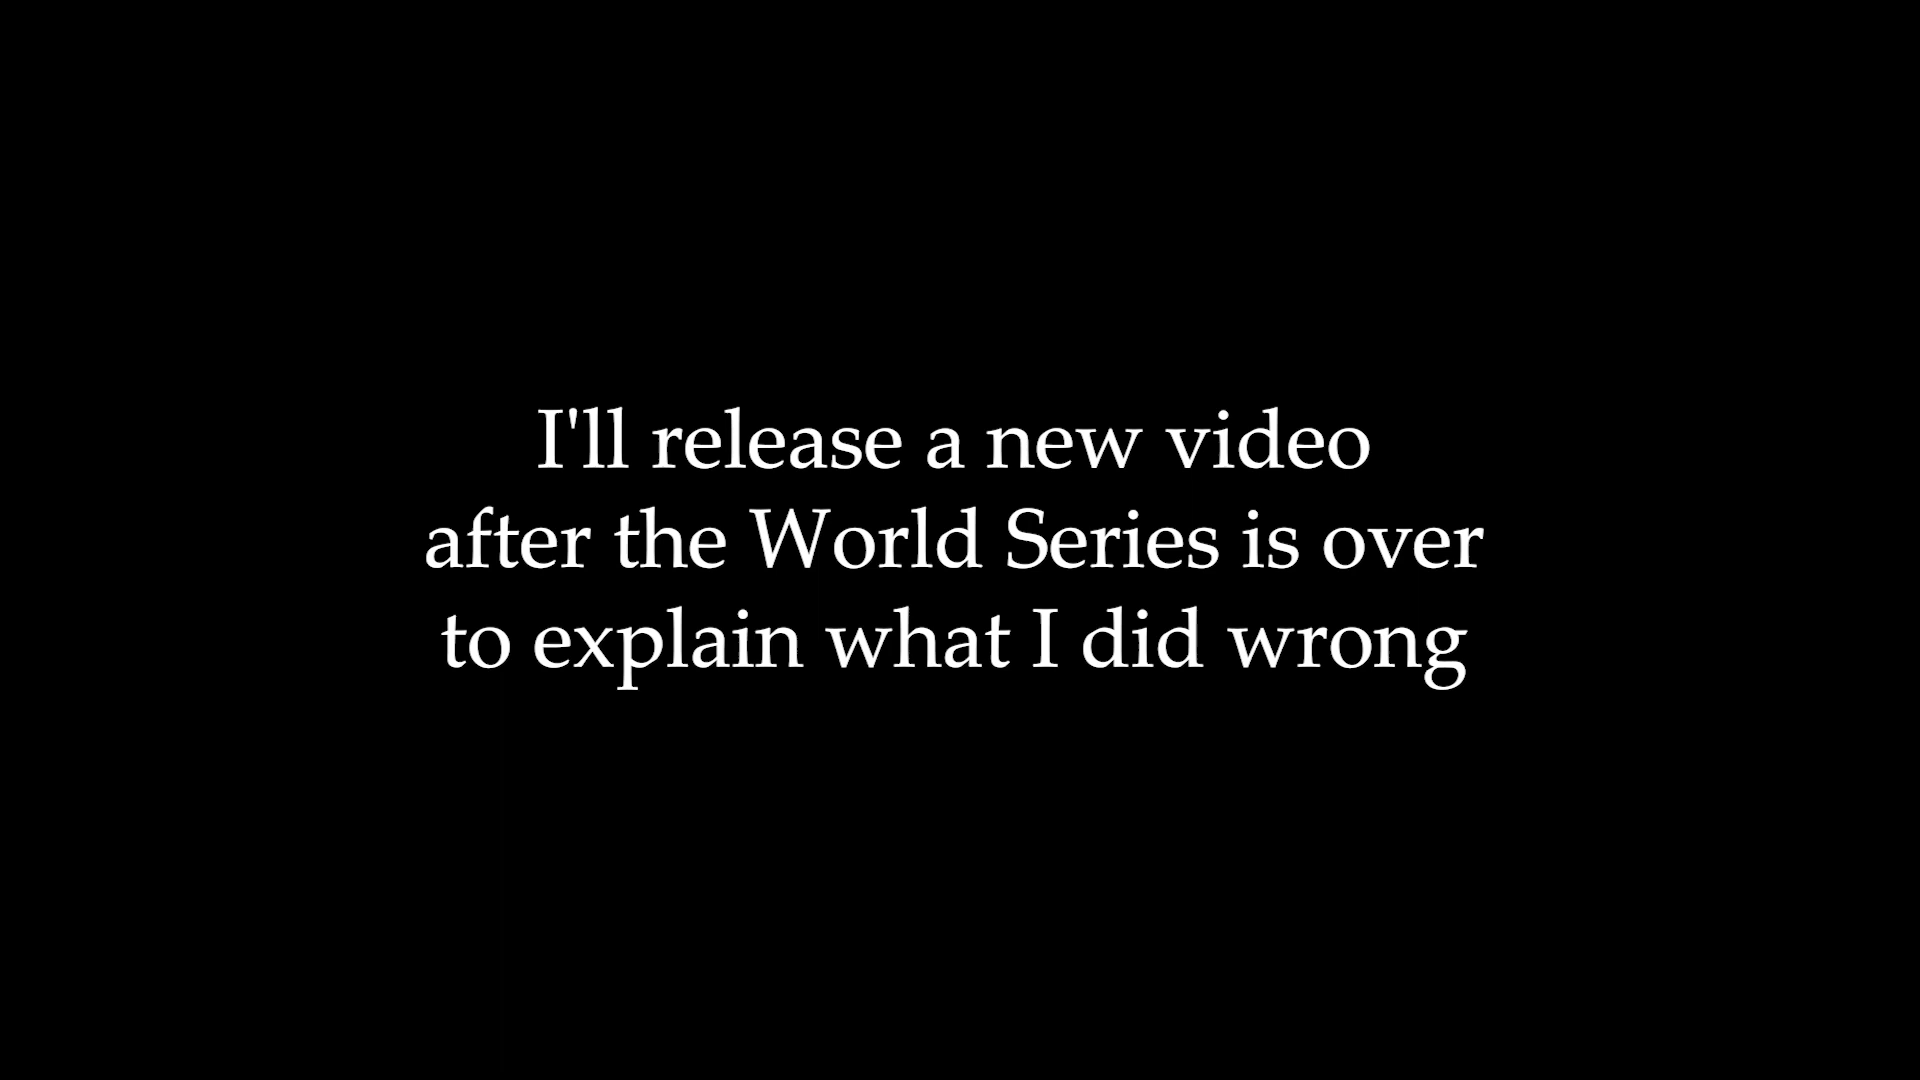 I'll release a new video
after the World Series is over
to explain what I did wrong